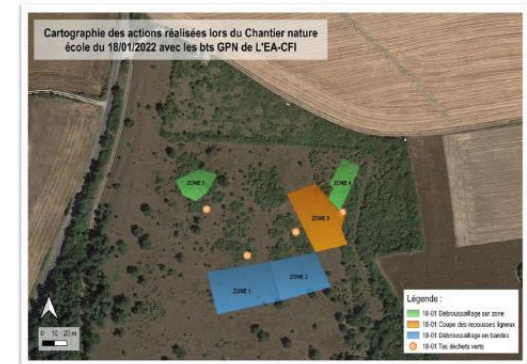 Cartographie des actions réalisées lors du Chantier nature
école du 18/01/2022 avec les bts GPN de L'EA-CFI
ZONE 4
ZONE 5
ZONE 2
ZONE 1
Légende :
18-01 Débroussaillage sur zone
18-01 Coupe des repousses ligneux
18-01 Débroussaillage en bandes
18-01 Tas déchets verts
0 10 20 m